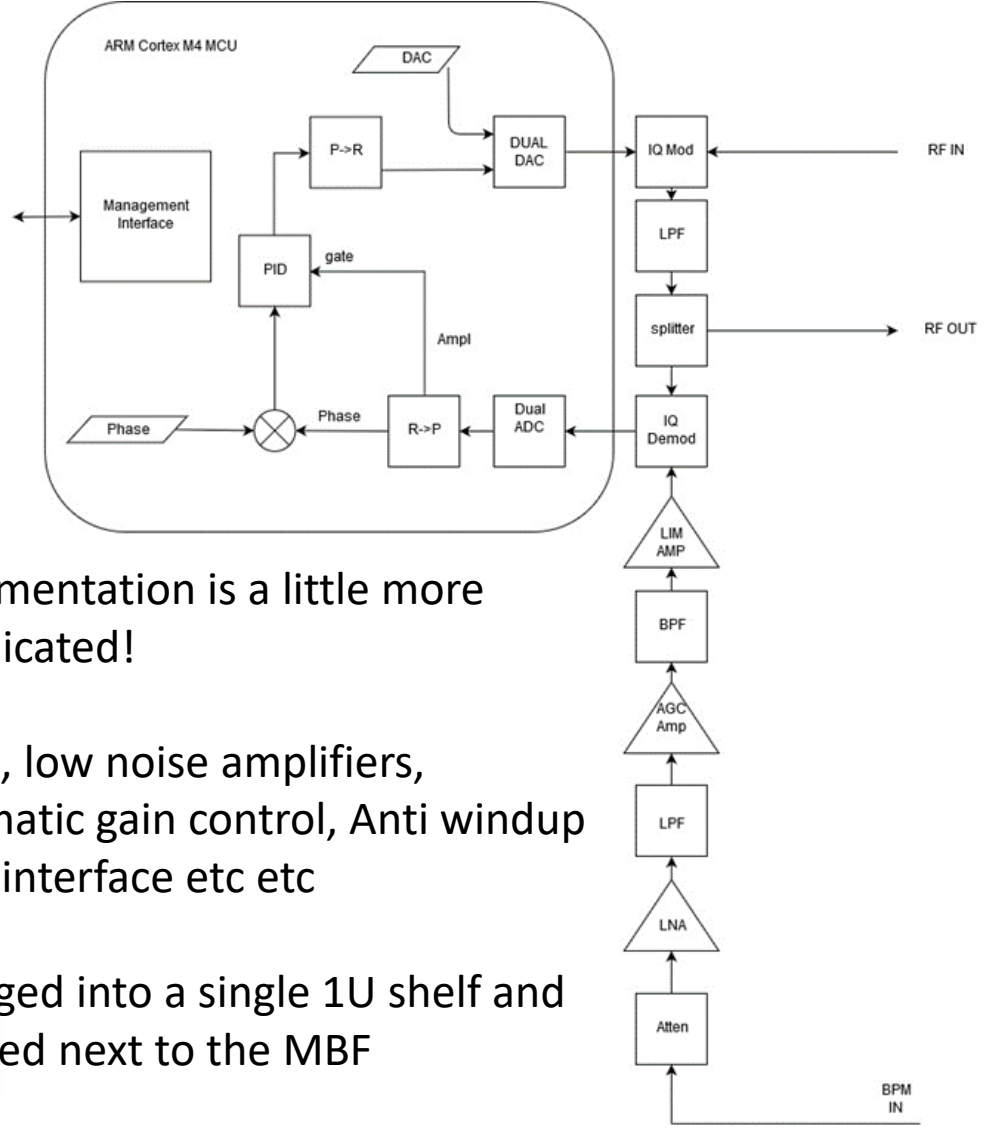 ARM Cortex M4 MCU
DAC
P->R
DUAL
DAC
IQ Mod
RF IN
Management
Interface
LPF
PID
gate
splitter
RF OUT
Ampl
Phase
Phase
R->P
Dual
ADC
IQ
Demod
LIM
AMP
BPF
AGC
Amp
LPF
LNA
Atten
BPM
IN
mentation is a little more
icated!
, low noise amplifiers,
natic gain control, Anti windup
interface etc etc
ged into a single 1U shelf and
ed next to the MBF